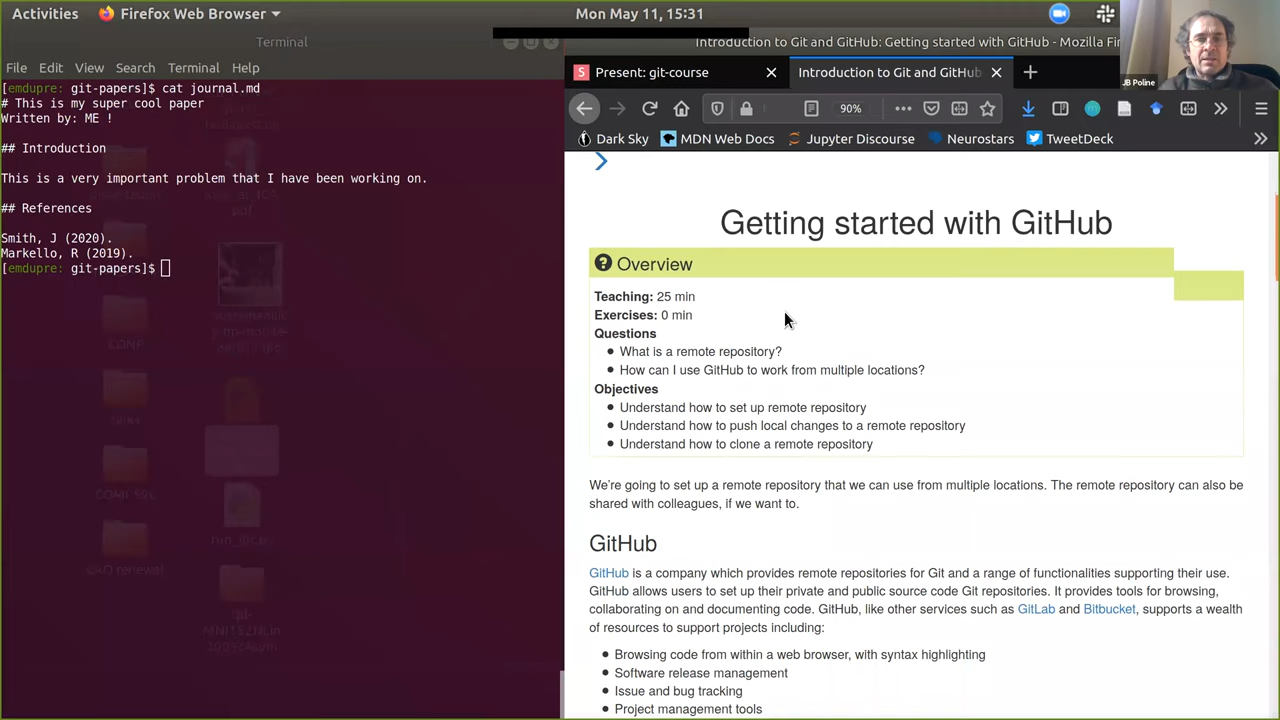 Activities
Firefox Web Browser
Mon May 11, 15:31
JB Poline
Terminal
File Edit View Search Terminal Help
[emdupre: git-papers]$ cat journal.md
# This is my super cool paper
Written by: ME !
## Introduction
This is a very important problem that I have been working on.
## References
Smith, J (2020).
Markello, R (2019).
[emdupre: git-papers]$
Introduction to Git and GitHub: Getting started with GitHub - Mozilla Fi
Present: git-course
Introduction to Git and GitHub
90%
Dark Sky
MDN Web Docs
Jupyter Discourse
Neurostars
TweetDeck
Getting started with GitHub
Overview
Teaching: 25 min
Exercises: 0 min
Questions
What is a remote repository?
How can I use GitHub to work from multiple locations?
Objectives
Understand how to set up remote repository
Understand how to push local changes to a remote repository
Understand how to clone a remote repository
We're going to set up a remote repository that we can use from multiple locations. The remote repository can also be
shared with colleagues, if we want to.
GitHub
GitHub is a company which provides remote repositories for Git and a range of functionalities supporting their use.
GitHub allows users to set up their private and public source code Git repositories. It provides tools for browsing,
collaborating on and documenting code. GitHub, like other services such as GitLab and Bitbucket, supports a wealth
of resources to support projects including:
Browsing code from within a web browser, with syntax highlighting
Software release management
Issue and bug tracking
Project management tools